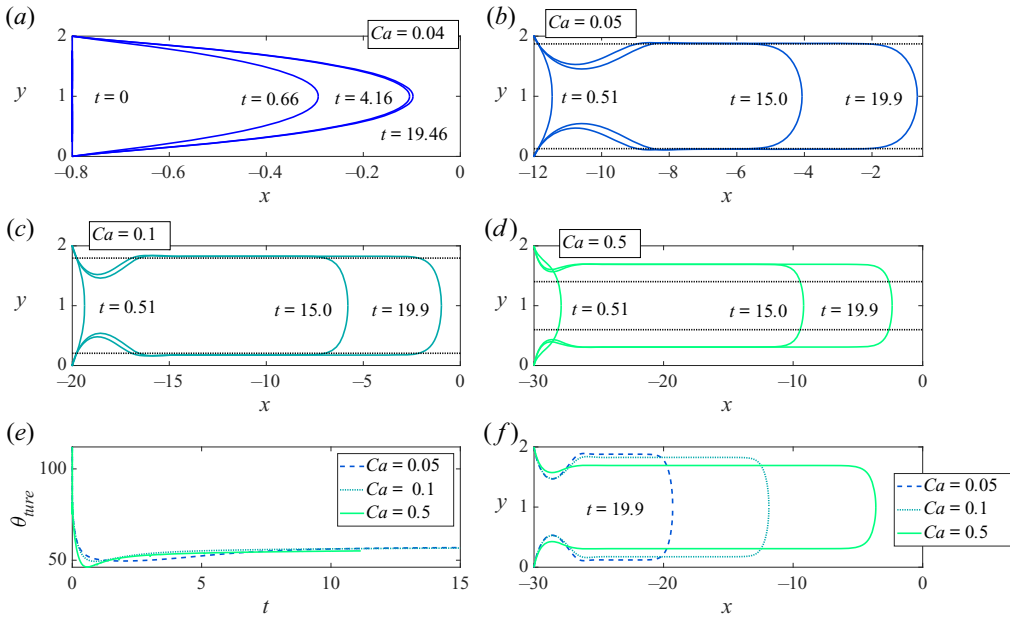 (a)
Ca = 0.04
2
1
0
y
t = 0
t = 0.66
t = 4.16
t = 19.46
−0.8
−0.6
−0.4
−0.2
0
x
(b)
Ca = 0.05
2
1
0
y
t = 0.51
t = 15.0
t = 19.9
−12
−10
−8
−6
−4
−2
x
(c)
Ca = 0.1
2
1
0
y
t = 0.51
t = 15.0
t = 19.9
−20
−15
−10
−5
0
x
(d)
Ca = 0.5
2
1
0
y
t = 0.51
t = 15.0
t = 19.9
−30
−20
−10
0
x
(e)
100
50
θture
Ca = 0.05
Ca = 0.1
Ca = 0.5
0
5
10
15
t
(f)
2
1
0
y
t = 19.9
Ca = 0.05
Ca = 0.1
Ca = 0.5
−30
−20
−10
0
x